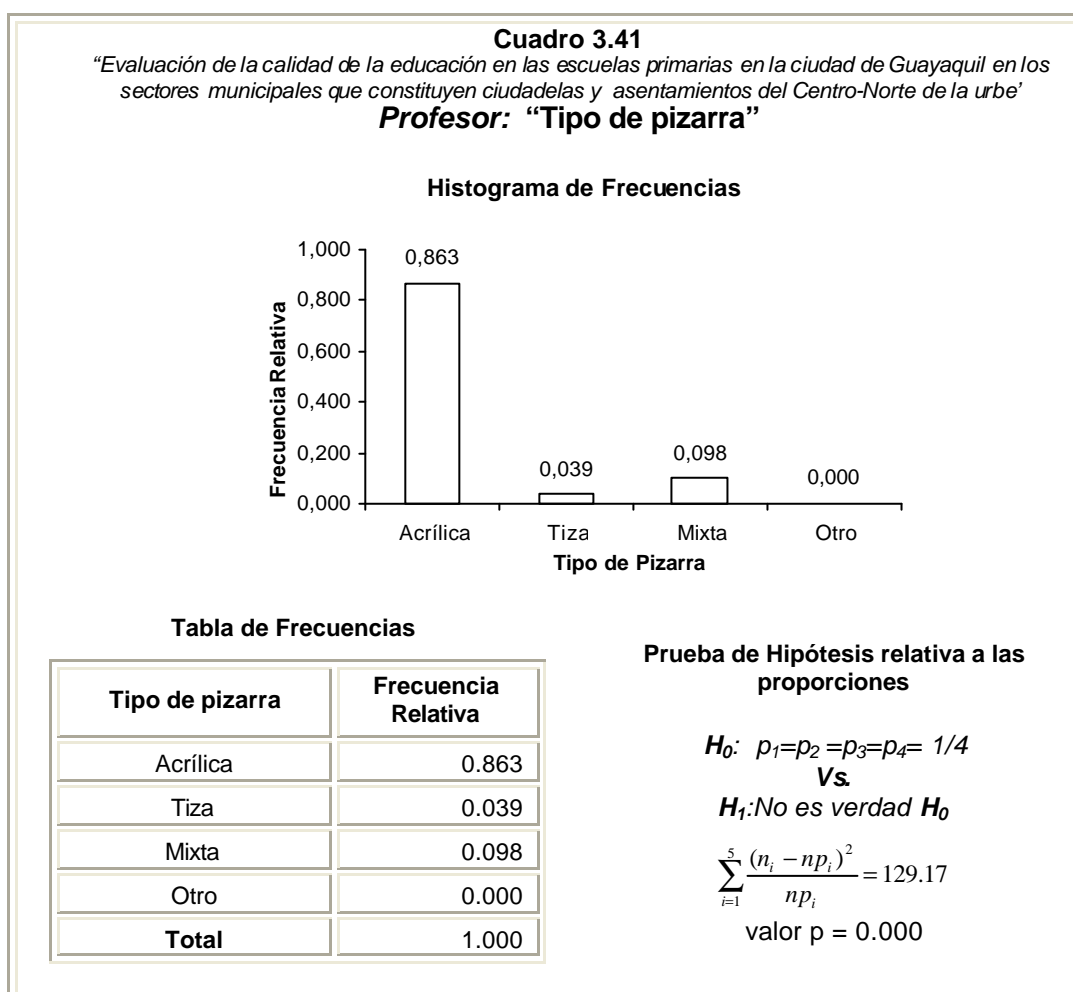 Cuadro 3.41
“Evaluación de la calidad de la educación en las escuelas primarias en la ciudad de Guayaquil en los
sectores municipales que constituyen ciudadelas y asentamientos del Centro-Norte de la urbe’
Profesor: “Tipo de pizarra”
Histograma de Frecuencias
Frecuencia Relativa
1,000
0,800
0,600
0,400
0,200
0,000
0,863
0,039
0,098
0,000
Acrílica Tiza Mixta Otro
Tipo de Pizarra
Tabla de Frecuencias
Tipo de pizarra Frecuencia Relativa
Acrílica 0.863
Tiza 0.039
Mixta 0.098
Otro 0.000
Total 1.000
Prueba de Hipótesis relativa a las
proporciones
H₀: p₁=p₂ =p₃=p₄= 1/4
Vs.
H₁:No es verdad H₀
∑_{i=1}^{5} (n_i − np_i)² / np_i = 129.17
valor p = 0.000